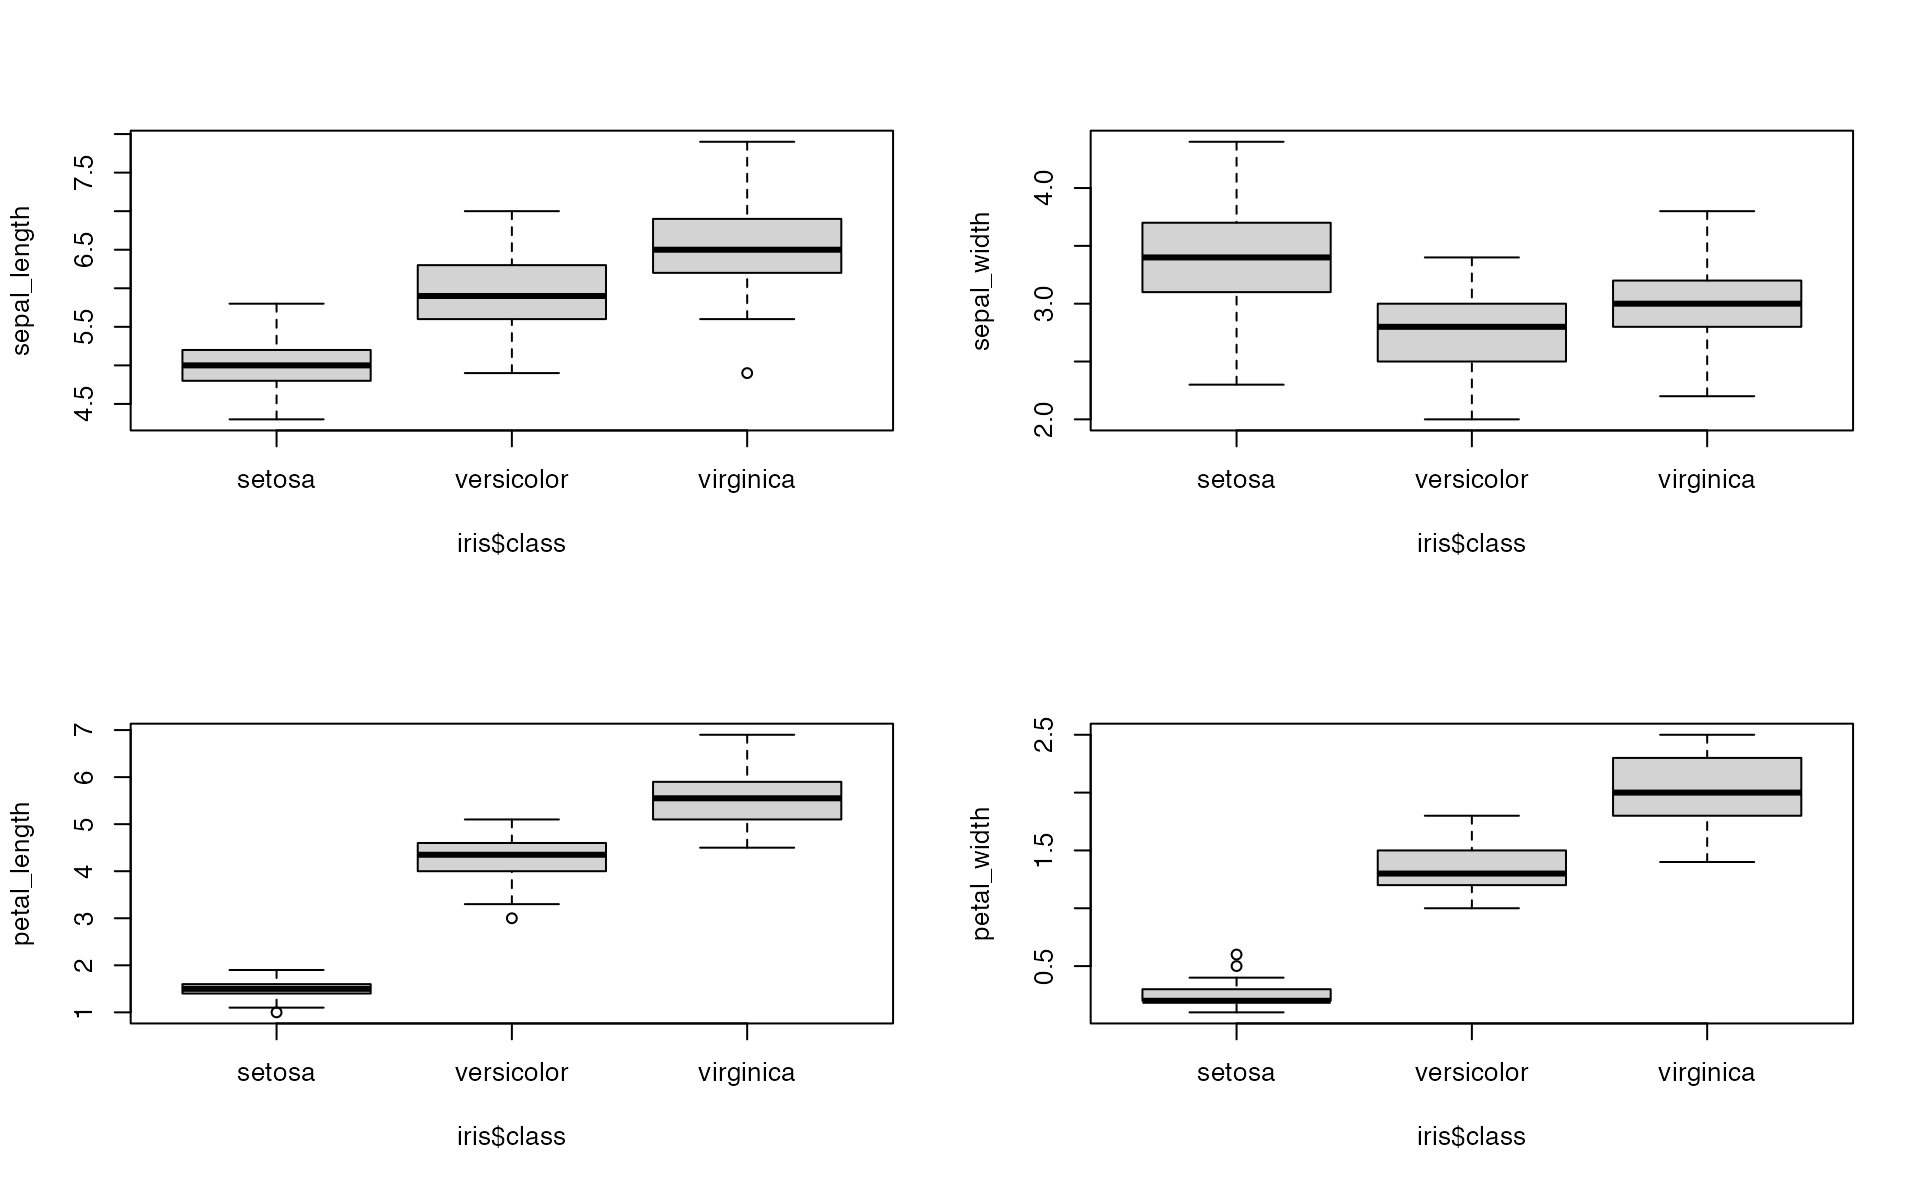 sepal_length
7.5
6.5
5.5
4.5
setosa versicolor virginica
iris$class
sepal_width
4.0
3.0
2.0
setosa versicolor virginica
iris$class
petal_length
7
6
5
4
3
2
1
setosa versicolor virginica
iris$class
petal_width
2.5
1.5
0.5
setosa versicolor virginica
iris$class